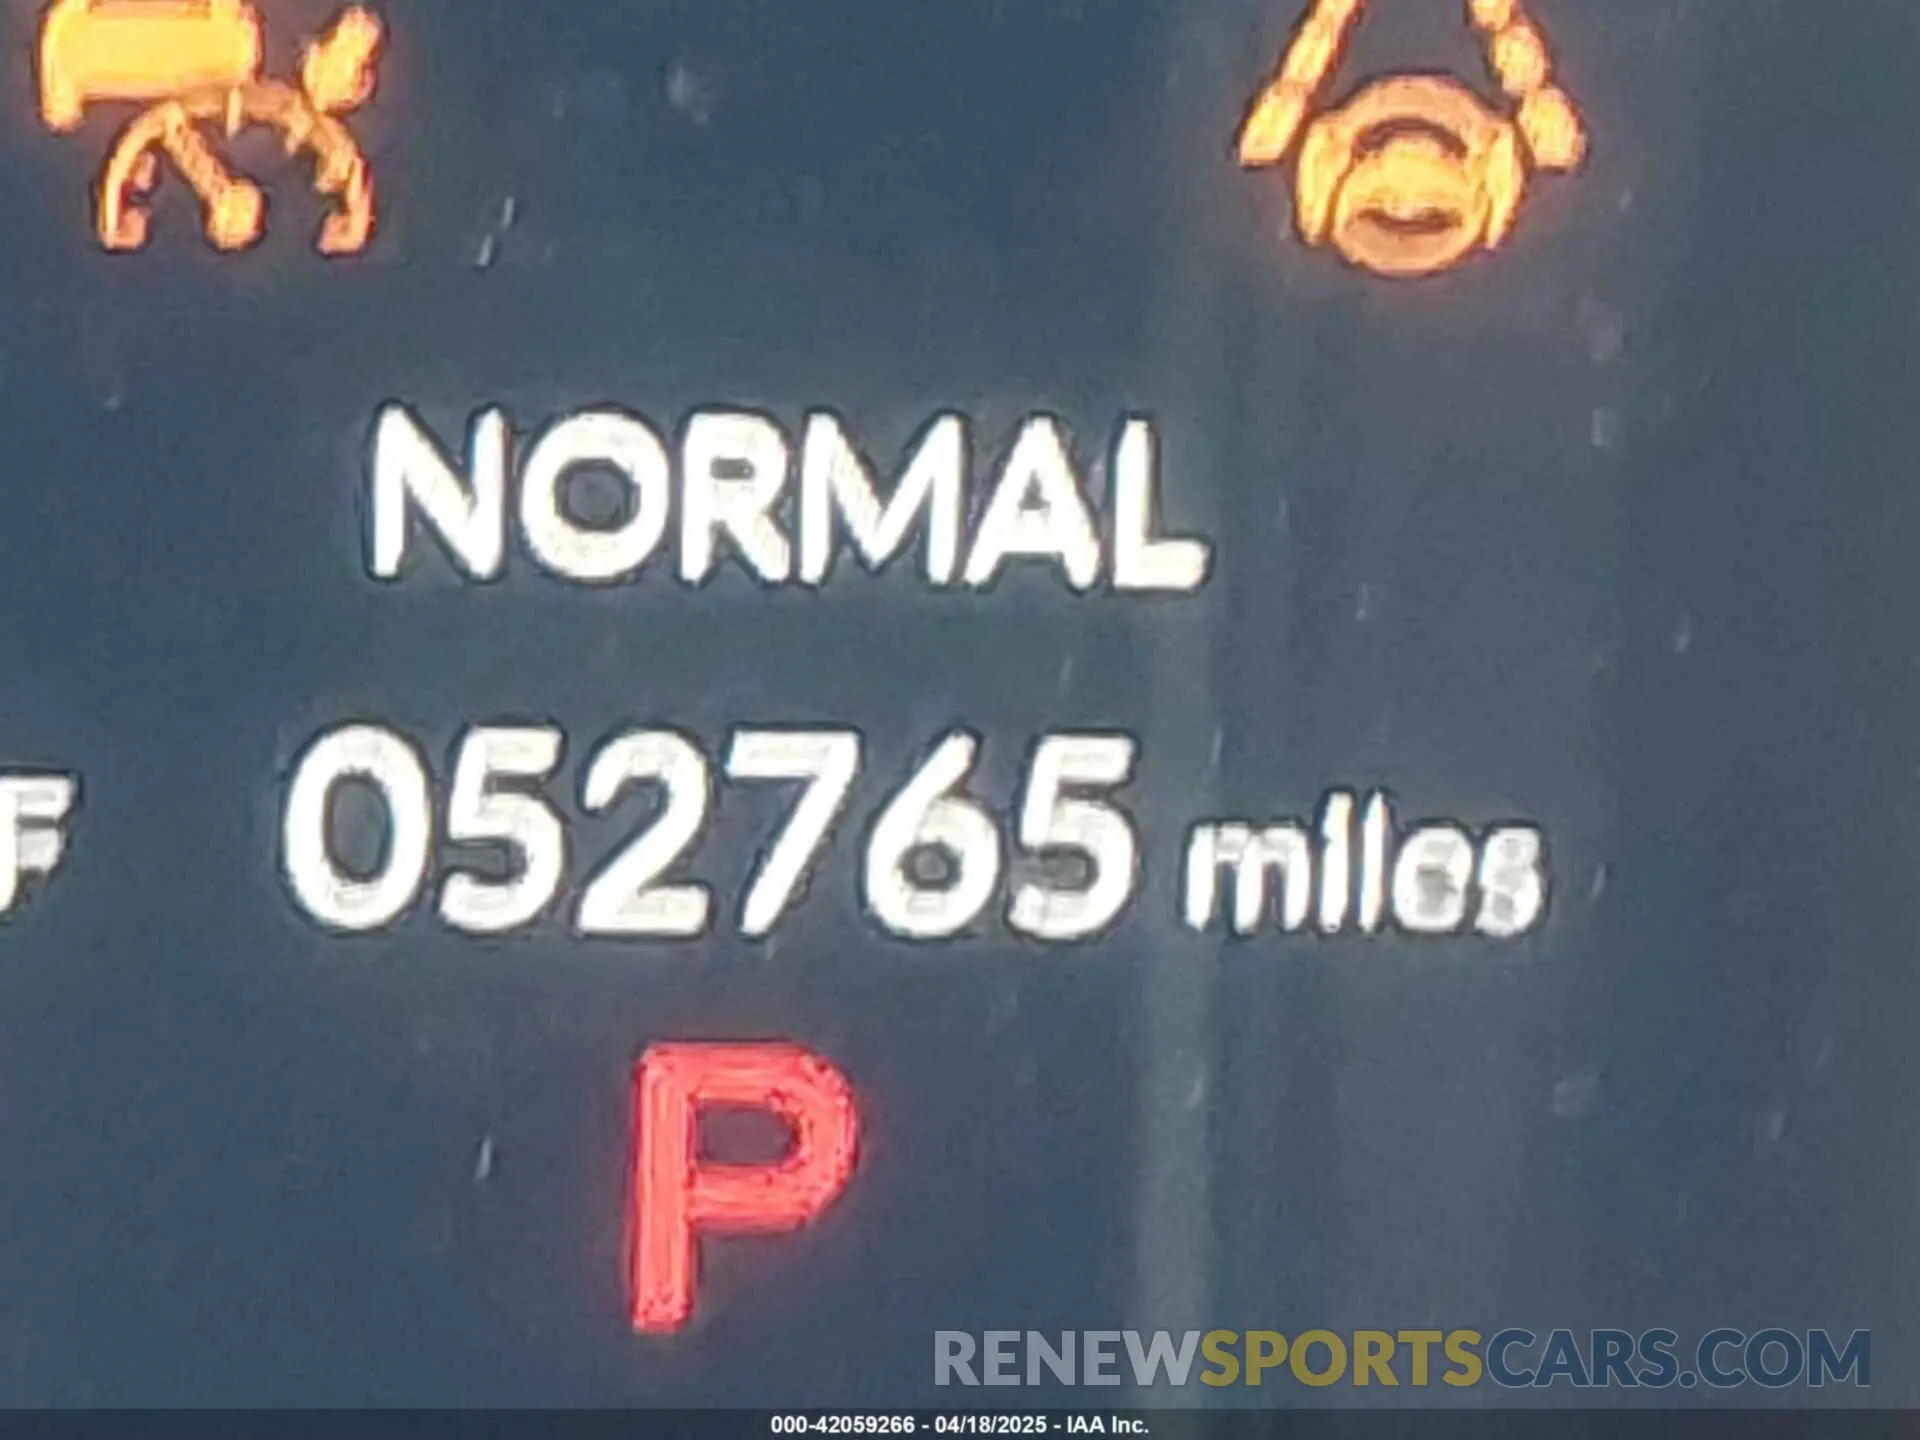 NORMAL
F 052765 miles
P
RENEWSPORTSCARS.COM
000-42059266 - 04/18/2025 - IAA Inc.